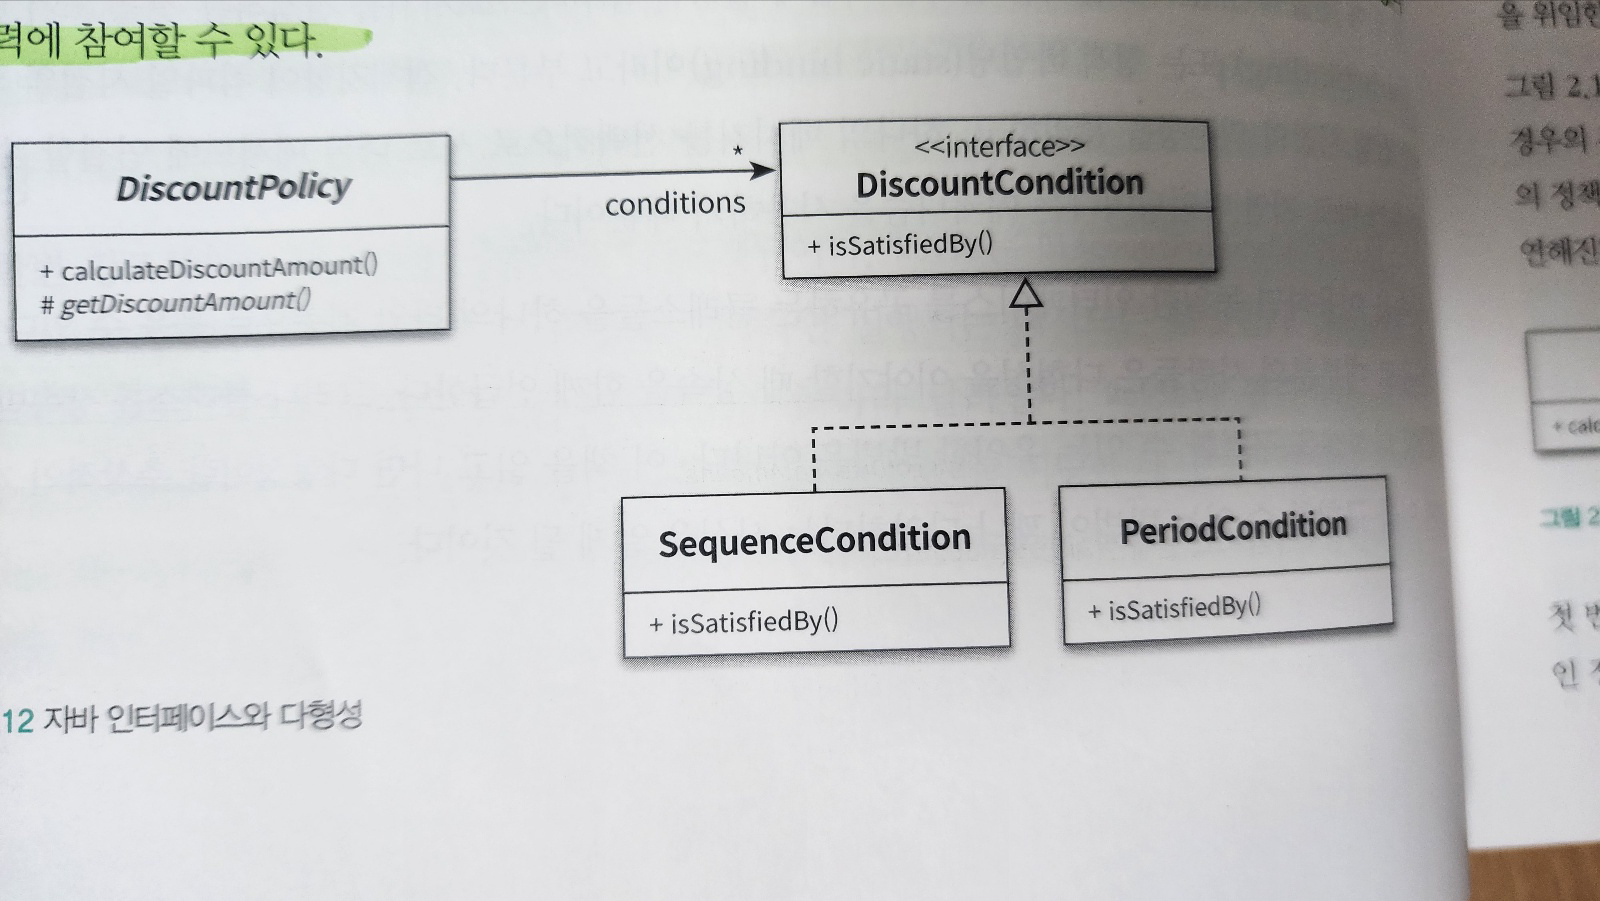 력에 참여할 수 있다.
DiscountPolicy
+ calculateDiscountAmount()
# getDiscountAmount()
*
conditions
<<interface>>
DiscountCondition
+ isSatisfiedBy()
SequenceCondition
+ isSatisfiedBy()
PeriodCondition
+ isSatisfiedBy()
12 자바 인터페이스와 다형성
을 위임한
그림 2.1
경우의
의 정책
연해진
+ calc
그림 2
첫 번
인